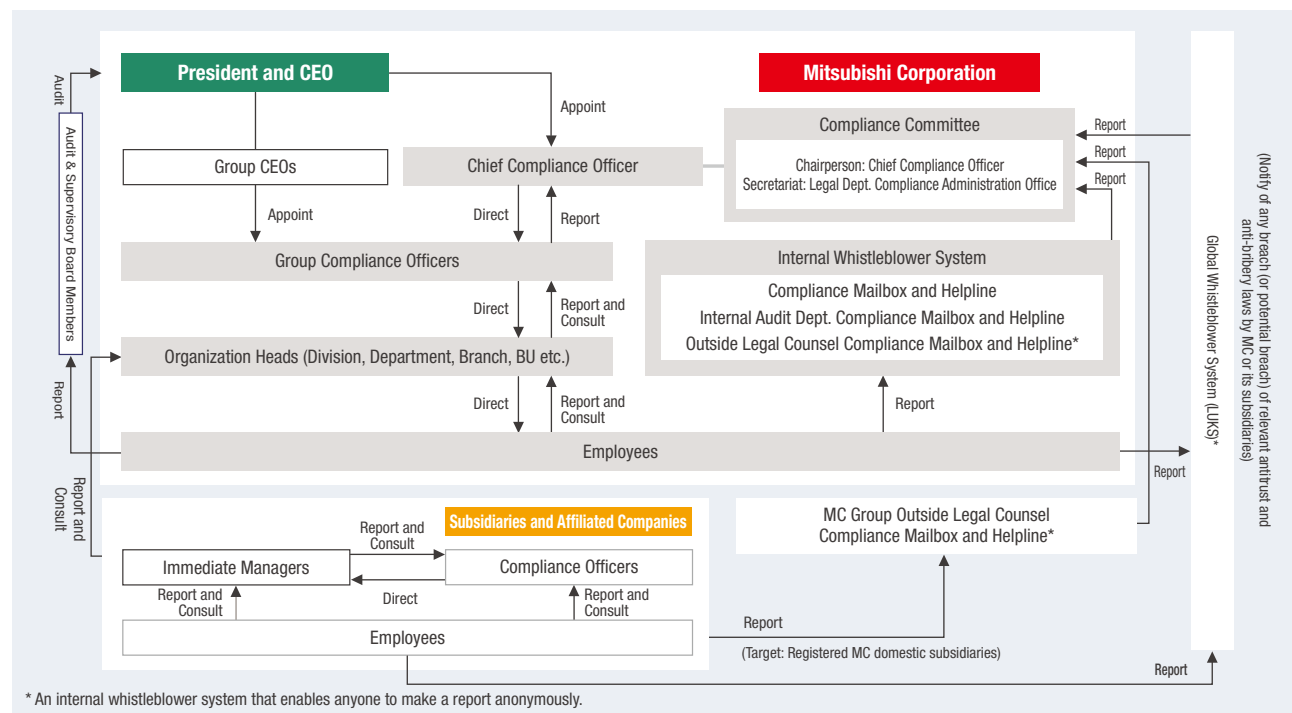 President and CEO
Mitsubishi Corporation
Audit
Audit & Supervisory Board Members
Report
Appoint
Group CEOs
Appoint
Chief Compliance Officer
Direct
Report
Group Compliance Officers
Direct
Report and
Consult
Organization Heads (Division, Department, Branch, BU etc.)
Direct
Report and
Consult
Employees
Compliance Committee
Chairperson: Chief Compliance Officer
Secretariat: Legal Dept. Compliance Administration Office
Report
Report
Report
Internal Whistleblower System
Compliance Mailbox and Helpline
Internal Audit Dept. Compliance Mailbox and Helpline
Outside Legal Counsel Compliance Mailbox and Helpline*
Report
Report
Global Whistleblower System (LUKS)*
(Notify of any breach (or potential breach) of relevant antitrust and
anti-bribery laws by MC or its subsidiaries)
Report and
Consult
Subsidiaries and Affiliated Companies
Immediate Managers
Report and
Consult
Direct
Compliance Officers
Report and
Consult
Report and
Consult
Employees
MC Group Outside Legal Counsel
Compliance Mailbox and Helpline*
Report
(Target: Registered MC domestic subsidiaries)
Report
* An internal whistleblower system that enables anyone to make a report anonymously.